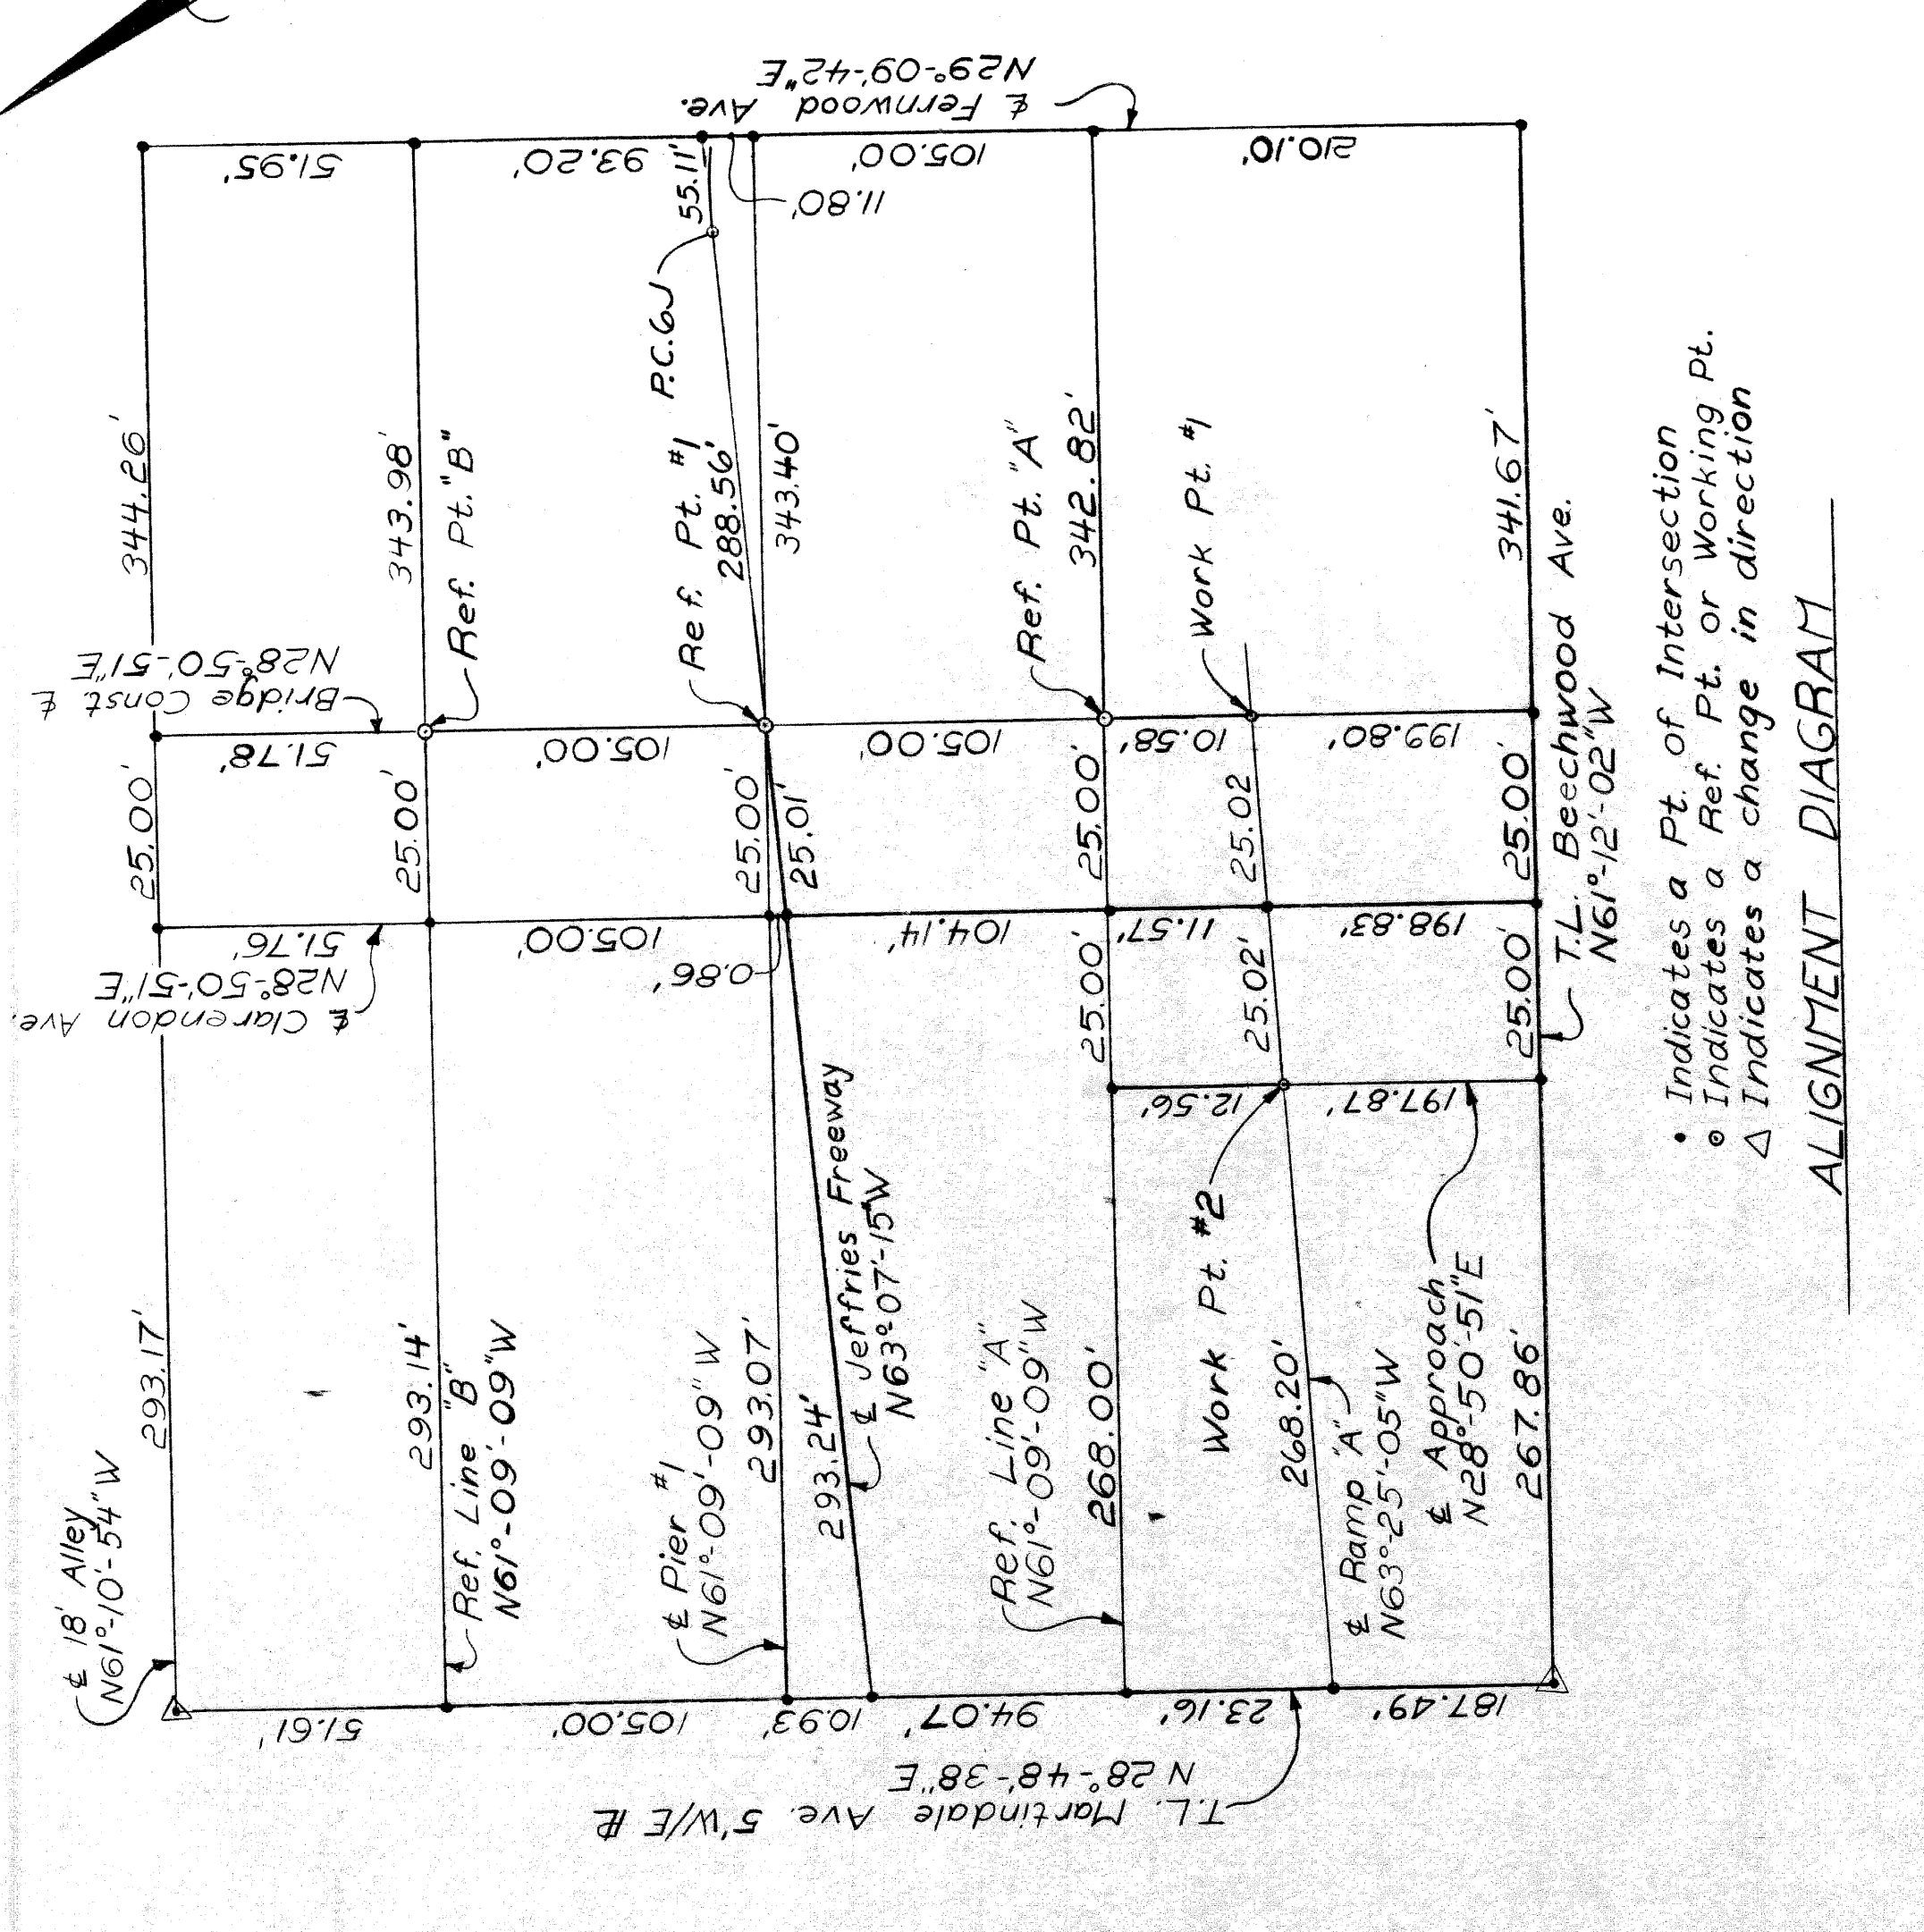 ℄ 18' Alley
N61°-10'-54"W
293.17'
25.00'
344.26'
51.61'
51.76'
51.78'
51.95'
℄ Clarendon Ave.
N28°-50'-51"E
Bridge Const. ℄
N28°-50'-51"E
℄ Fernwood Ave.
N29°-09'-42"E
293.14'
25.00'
343.98'
Ref. Line "B"
N61°-09'-09"W
Ref. Pt. "B"
105.00'
105.00'
105.00'
93.20'
55.11'
11.80'
P.C.6J
Ref. Pt. #1
288.56'
343.40'
℄ Pier #1
N61°-09'-09"W
293.07'
25.00'
25.01'
0.86'
293.24'
℄ Jeffries Freeway
N63°-07'-15"W
10.93'
94.07'
104.14'
105.00'
105.00'
Ref. Line "A"
N61°-09'-09"W
268.00'
25.00'
25.00'
Ref. Pt. "A"
342.82'
Work Pt. #1
Work Pt. #2
23.16'
12.56'
11.57'
10.58'
268.20'
25.02'
25.02
℄ Ramp "A"
N63°-25'-05"W
℄ Approach
N28°-50'-51"E
187.49'
197.87'
198.83'
199.80'
210.10'
267.86'
25.00'
25.00'
341.67'
T.L. Beechwood Ave.
N61°-12'-02"W
T.L. Martindale Ave. 5'W/E ⅊
N 28°-48'-38"E
• Indicates a Pt. of Intersection
⊙ Indicates a Ref. Pt. or Working Pt.
△ Indicates a change in direction
ALIGNMENT DIAGRAM